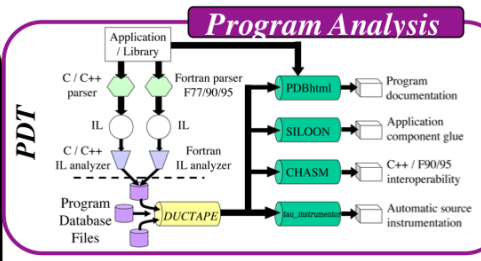 Program Analysis
PDT
Application
/ Library
C / C++
parser
Fortran parser
F77/90/95
IL
IL
C / C++
IL analyzer
Fortran
IL analyzer
Program
Database
Files
DUCTAPE
PDBhtml
Program
documentation
SILOON
Application
component glue
CHASM
C++ / F90/95
interoperability
tau_instrumentor
Automatic source
instrumentation